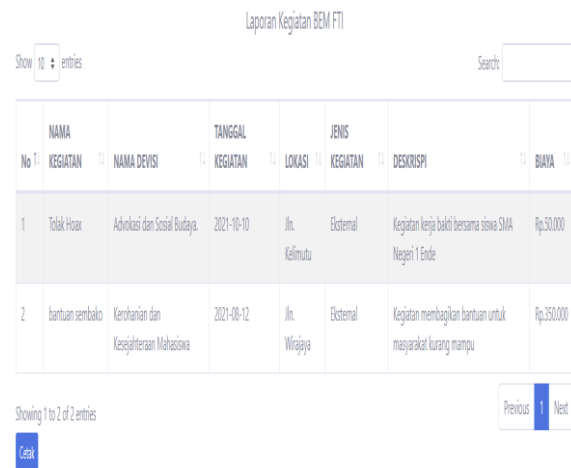 Laporan Kegiatan BEM FTI
Show 10 entries
Search:
No
NAMA
KEGIATAN
NAMA DEVISI
TANGGAL
KEGIATAN
LOKASI
JENIS
KEGIATAN
DESKRISPI
BIAYA
1
Tolak Hoax
Advokasi dan Sosial Budaya.
2021-10-10
Jln.
Kelimutu
Eksternal
Kegiatan kerja bakti bersama siswa SMA
Negeri 1 Ende
Rp.50.000
2
bantuan sembako
Kerohanian dan
Kesejahteraan Mahasiswa
2021-08-12
Jln.
Wirajaya
Eksternal
Kegiatan membagikan bantuan untuk
masyarakat kurang mampu
Rp.350.000
Showing 1 to 2 of 2 entries
Previous 1 Next
Cetak